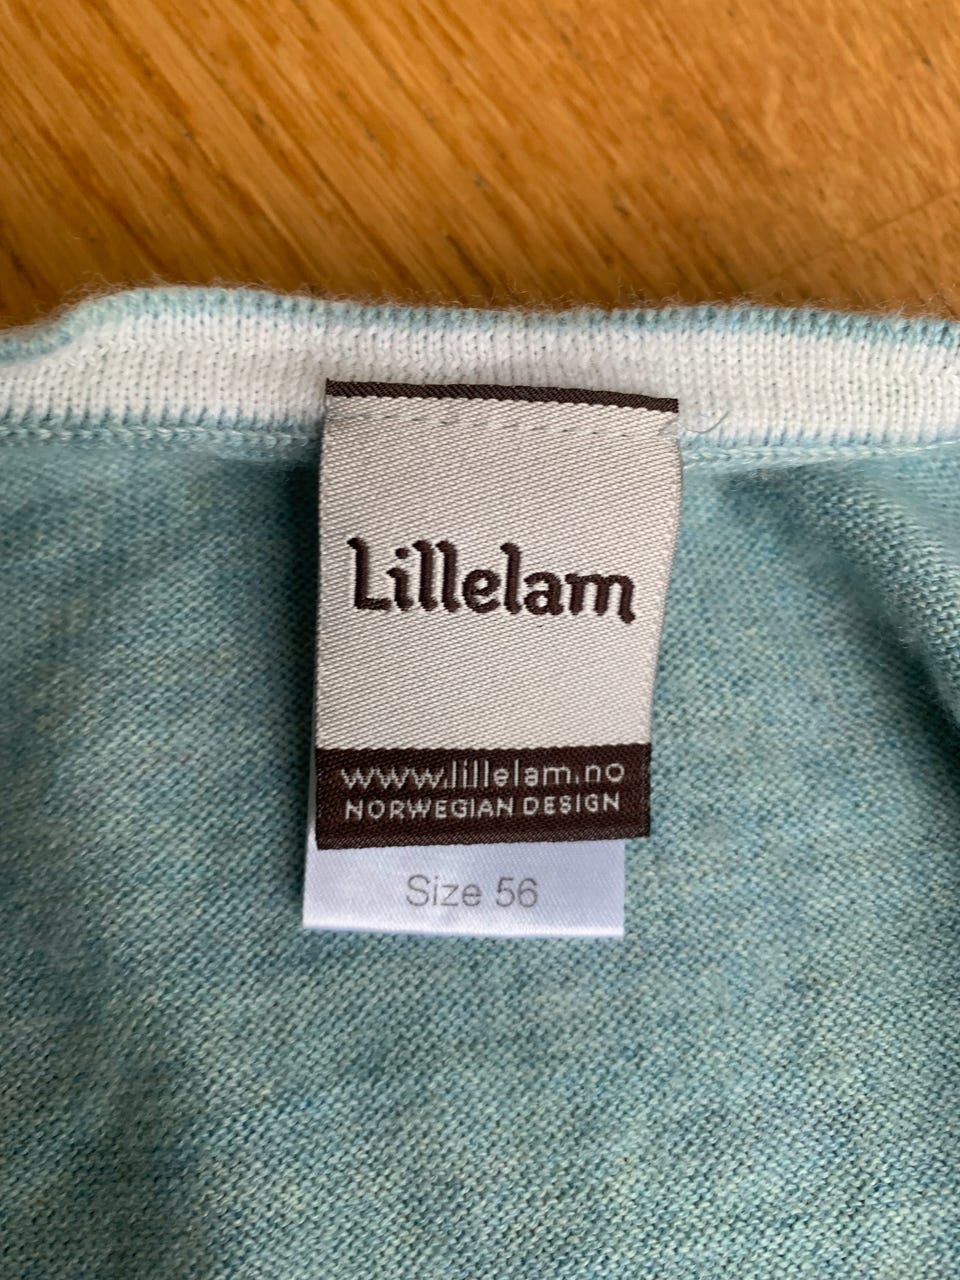 Lillelam
www.lillelam.no
NORWEGIAN DESIGN
Size 56